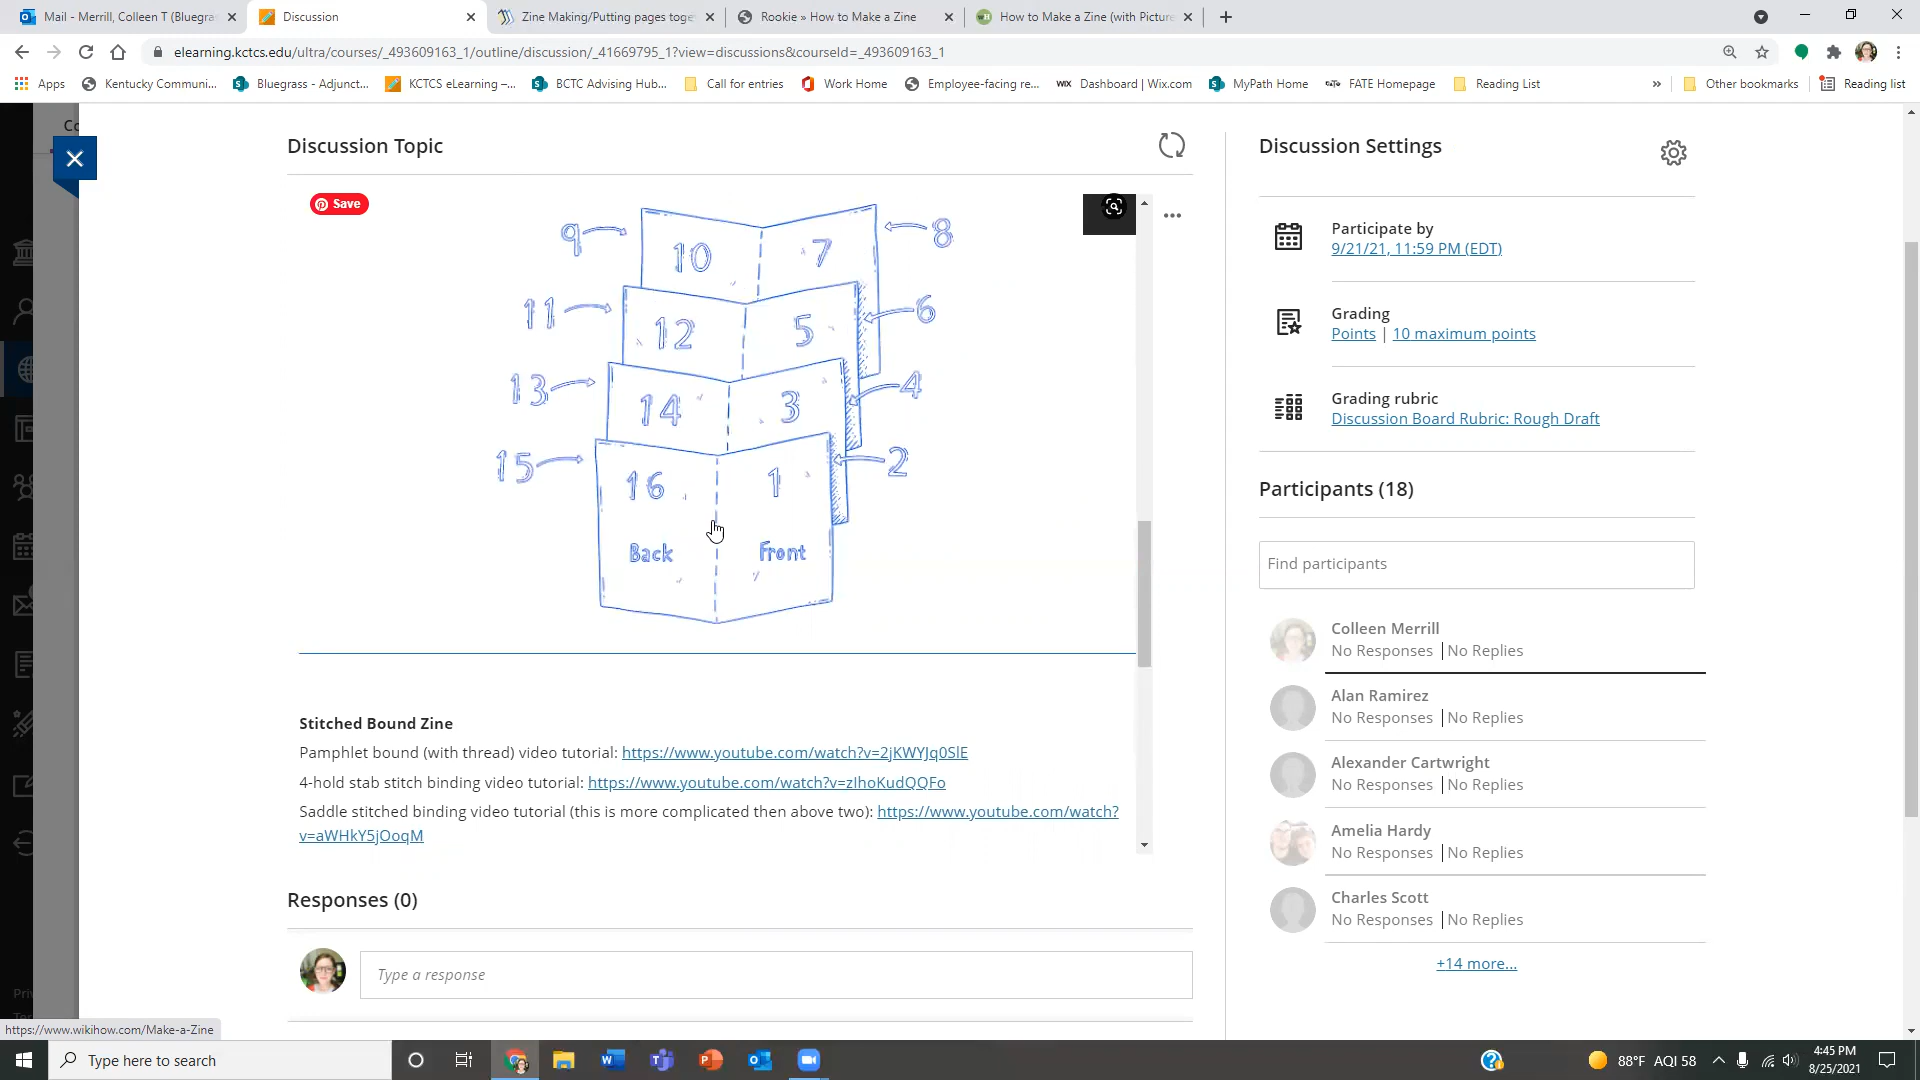 Mail - Merrill, Colleen T (Bluegra
Discussion
Zine Making/Putting pages toge
Rookie » How to Make a Zine
How to Make a Zine (with Picture
elearning.kctcs.edu/ultra/courses/_493609163_1/outline/discussion/_41669795_1?view=discussions&courseId=_493609163_1
Apps
Kentucky Communi...
Bluegrass - Adjunct...
KCTCS eLearning –...
BCTC Advising Hub...
Call for entries
Work Home
Employee-facing re...
WIX Dashboard | Wix.com
MyPath Home
FATE Homepage
Reading List
»
Other bookmarks
Reading list
Discussion Topic
Save
9 10 7 8
11 12 5 6
13 14 3 4
15 16 1 2
Back Front
Stitched Bound Zine
Pamphlet bound (with thread) video tutorial: https://www.youtube.com/watch?v=2jKWYJq0SlE
4-hold stab stitch binding video tutorial: https://www.youtube.com/watch?v=zIhoKudQQFo
Saddle stitched binding video tutorial (this is more complicated then above two): https://www.youtube.com/watch?
v=aWHkY5jOoqM
Responses (0)
Type a response
Discussion Settings
Participate by
9/21/21, 11:59 PM (EDT)
Grading
Points | 10 maximum points
Grading rubric
Discussion Board Rubric: Rough Draft
Participants (18)
Find participants
Colleen Merrill
No Responses | No Replies
Alan Ramirez
No Responses | No Replies
Alexander Cartwright
No Responses | No Replies
Amelia Hardy
No Responses | No Replies
Charles Scott
No Responses | No Replies
+14 more...
https://www.wikihow.com/Make-a-Zine
Type here to search
88°F AQI 58
4:45 PM
8/25/2021